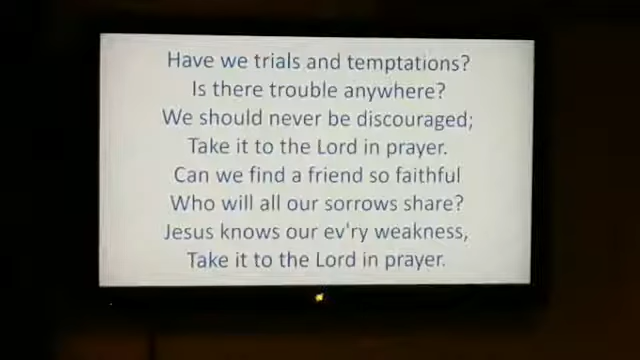 Have we trials and temptations?
Is there trouble anywhere?
We should never be discouraged;
Take it to the Lord in prayer.
Can we find a friend so faithful
Who will all our sorrows share?
Jesus knows our ev'ry weakness,
Take it to the Lord in prayer.